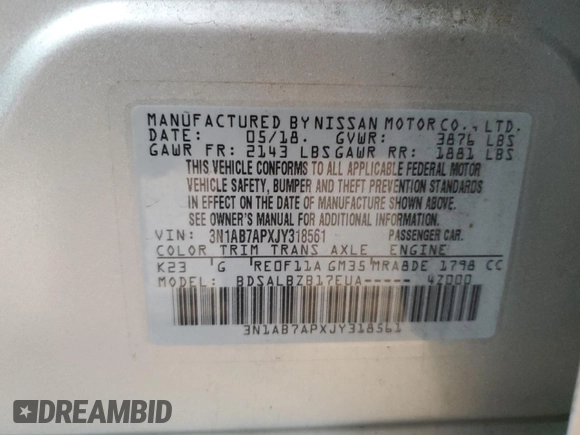 MANUFACTURED BY NISSAN MOTOR CO., LTD.
DATE: 05/18. GVWR: 3876 LBS
GAWR FR: 2143 LBS GAWR RR: 1881 LBS
THIS VEHICLE CONFORMS TO ALL APPLICABLE FEDERAL MOTOR
VEHICLE SAFETY, BUMPER AND THEFT PREVENTION STANDARDS
IN EFFECT ON THE DATE OF MANUFACTURE SHOWN ABOVE.
SEE OWNER'S MANUAL FOR ADDITIONAL INFORMATION.
VIN: 3N1AB7APXJY318561 PASSENGER CAR.
COLOR TRIM TRANS AXLE ENGINE
K23 'G 'RE0F11A GM35'MRA8DE 1798 CC
MODEL: BDSALBZB17EUA----- 4Z000
3N1AB7APXJY318561
DREAMBID